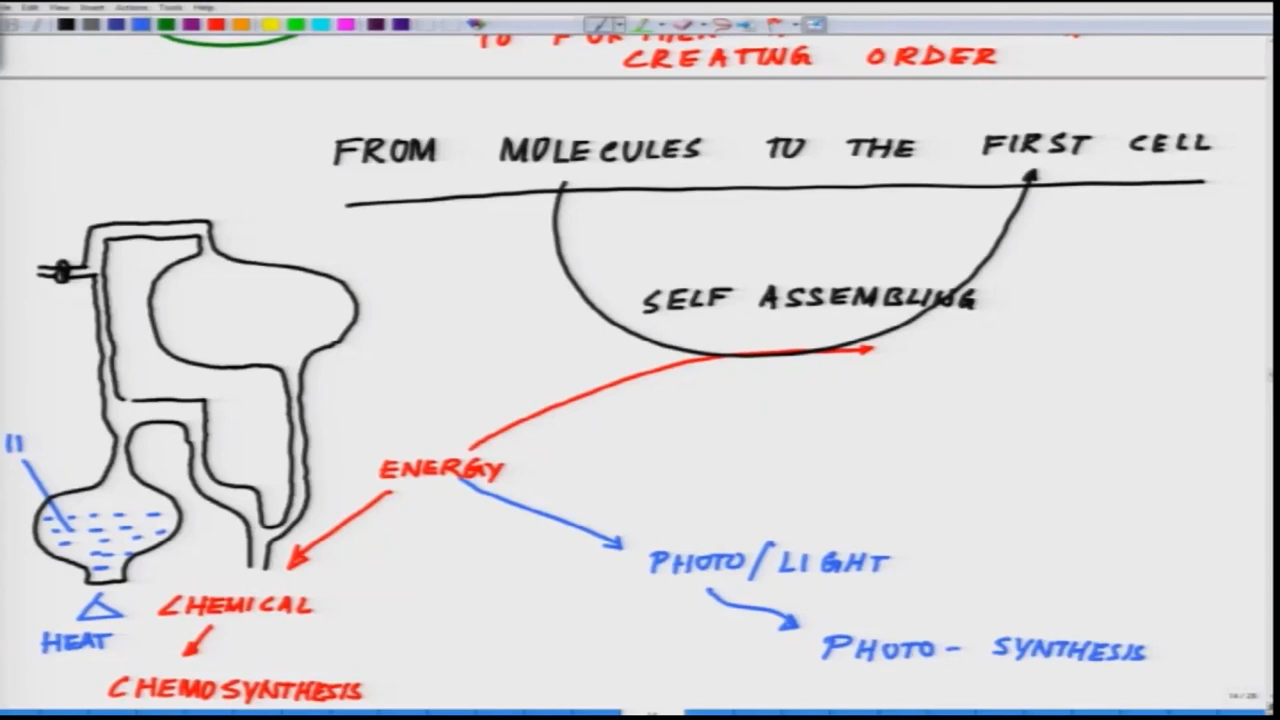 CREATING ORDER
FROM MOLECULES TO THE FIRST CELL
SELF ASSEMBLING
ENERGY
PHOTO/LIGHT
CHEMICAL
HEAT
PHOTO- SYNTHESIS
CHEMOSYNTHESIS